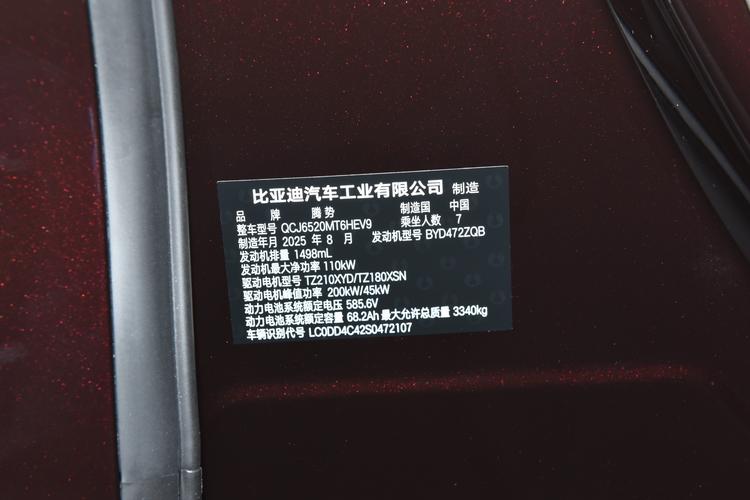 比亚迪汽车工业有限公司 制造
品 牌 腾势 制造国 中国
整车型号 QCJ6520MT6HEV9 乘坐人数 7
制造年月 2025 年 8 月 发动机型号 BYD472ZQB
发动机排量 1498mL
发动机最大净功率 110kW
驱动电机型号 TZ210XYD/TZ180XSN
驱动电机峰值功率 200kW/45kW
动力电池系统额定电压 585.6V
动力电池系统额定容量 68.2Ah 最大允许总质量 3340kg
车辆识别代号 LC0DD4C42S0472107